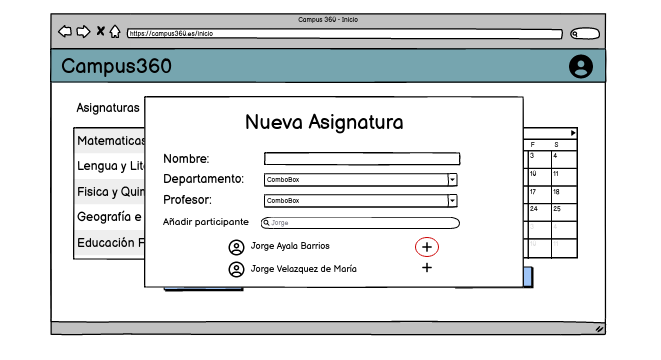 Campus 360 - Inicio
https://campus360.es/inicio
Campus360
Asignaturas
Nueva Asignatura
Matematicas
Nombre:
F S
3 4
Lengua y Lit
Departamento:
ComboBox
10 11
Fisica y Quir
Profesor:
ComboBox
17 18
Geografía e
Añadir participante
Jorge
24 25
Educación F
Jorge Ayala Barrios
+
Jorge Velazquez de María
+